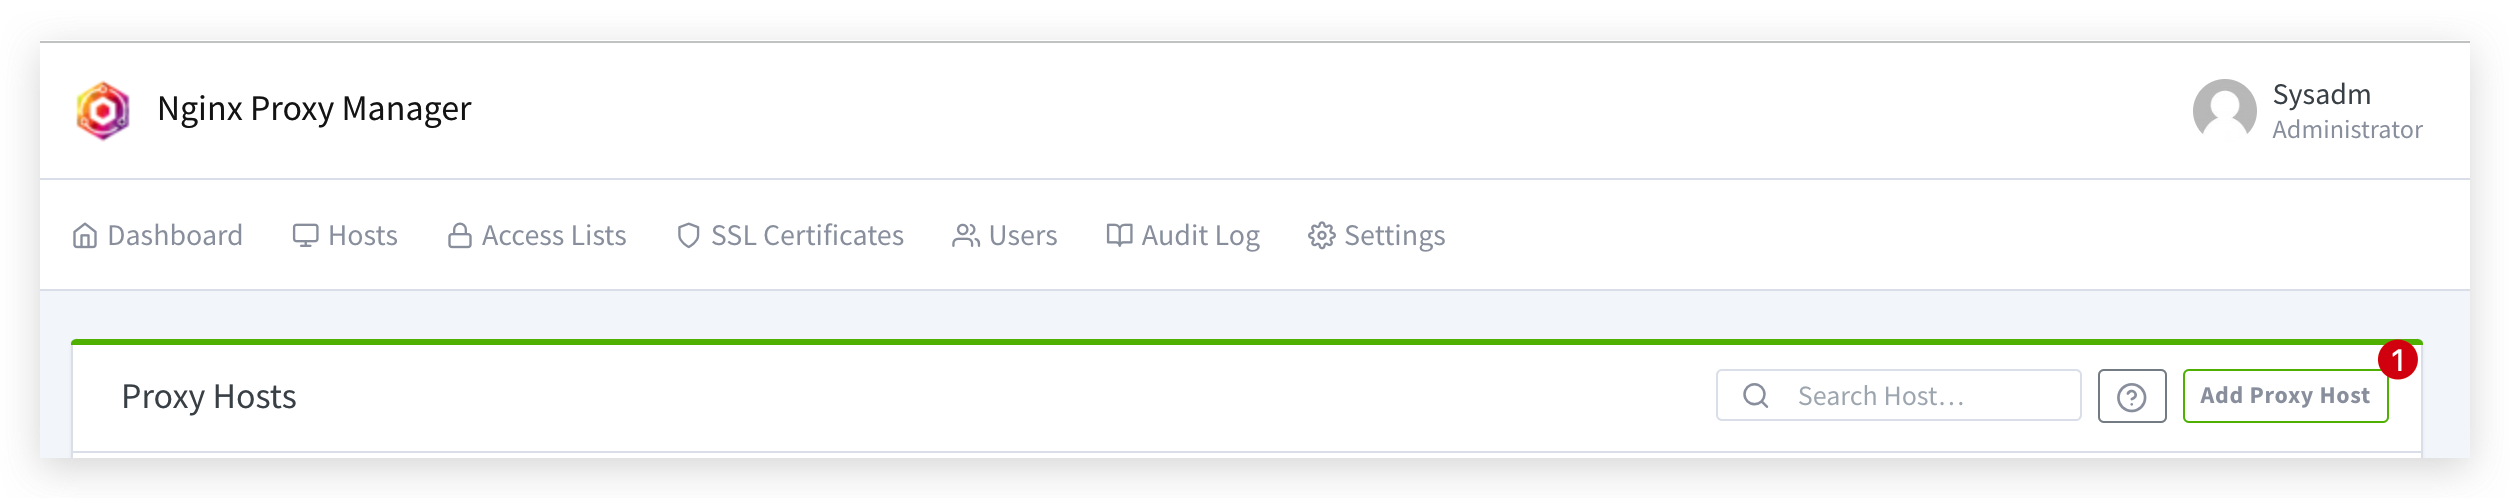 Nginx Proxy Manager
Sysadm
Administrator
Dashboard Hosts Access Lists SSL Certificates Users Audit Log Settings
1
Proxy Hosts Search Host... Add Proxy Host